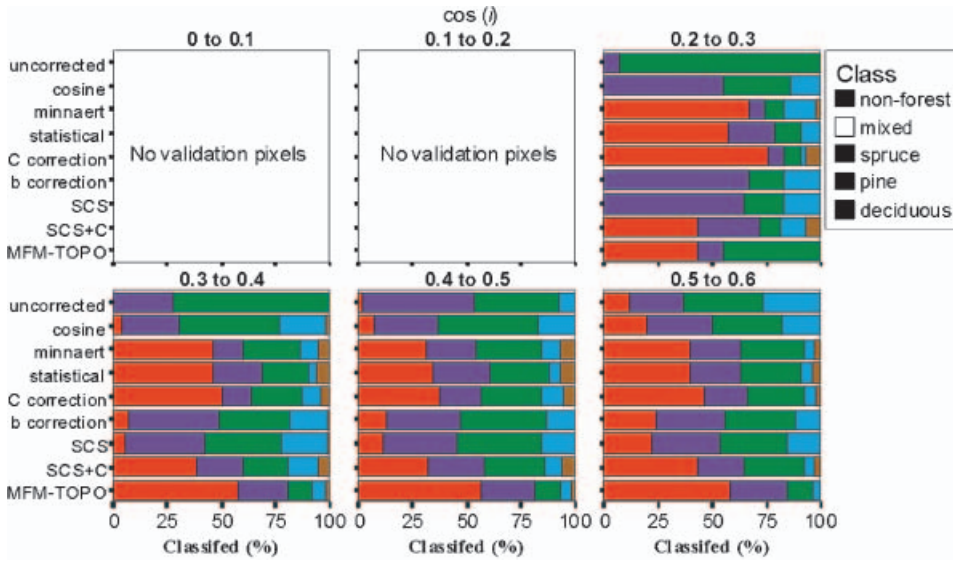 cos (i)
0 to 0.1
0.1 to 0.2
0.2 to 0.3
uncorrected
cosine
minnaert
statistical
C correction
b correction
SCS
SCS+C
MFM-TOPO
No validation pixels
No validation pixels
Class
non-forest
mixed
spruce
pine
deciduous
0.3 to 0.4
0.4 to 0.5
0.5 to 0.6
uncorrected
cosine
minnaert
statistical
C correction
b correction
SCS
SCS+C
MFM-TOPO
0 25 50 75 100
0 25 50 75 100
0 25 50 75 100
Classifed (%)
Classifed (%)
Classifed (%)